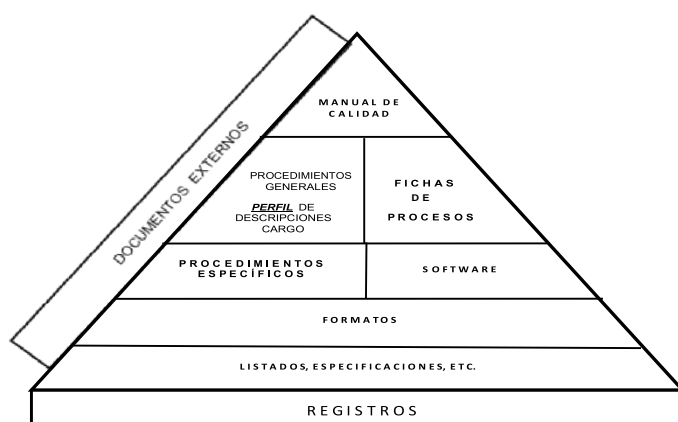 DOCUMENTOS EXTERNOS
MANUAL DE
CALIDAD
PROCEDIMIENTOS
GENERALES
PERFIL DE
DESCRIPCIONES
CARGO
FICHAS
DE
PROCESOS
PROCEDIMIENTOS
ESPECÍFICOS
SOFTWARE
FORMATOS
LISTADOS, ESPECIFICACIONES, ETC.
REGISTROS